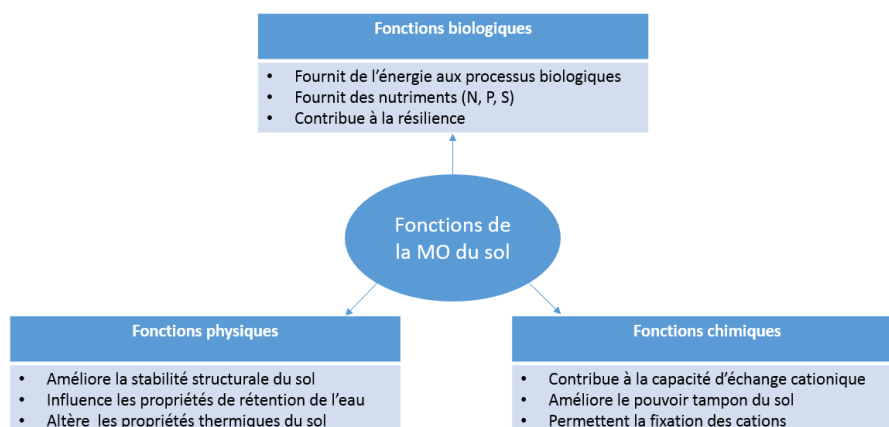 Fonctions biologiques
• Fournit de l'énergie aux processus biologiques
• Fournit des nutriments (N, P, S)
• Contribue à la résilience
Fonctions de
la MO du sol
Fonctions physiques
• Améliore la stabilité structurale du sol
• Influence les propriétés de rétention de l'eau
• Altère les propriétés thermiques du sol
Fonctions chimiques
• Contribue à la capacité d'échange cationique
• Améliore le pouvoir tampon du sol
• Permettent la fixation des cations